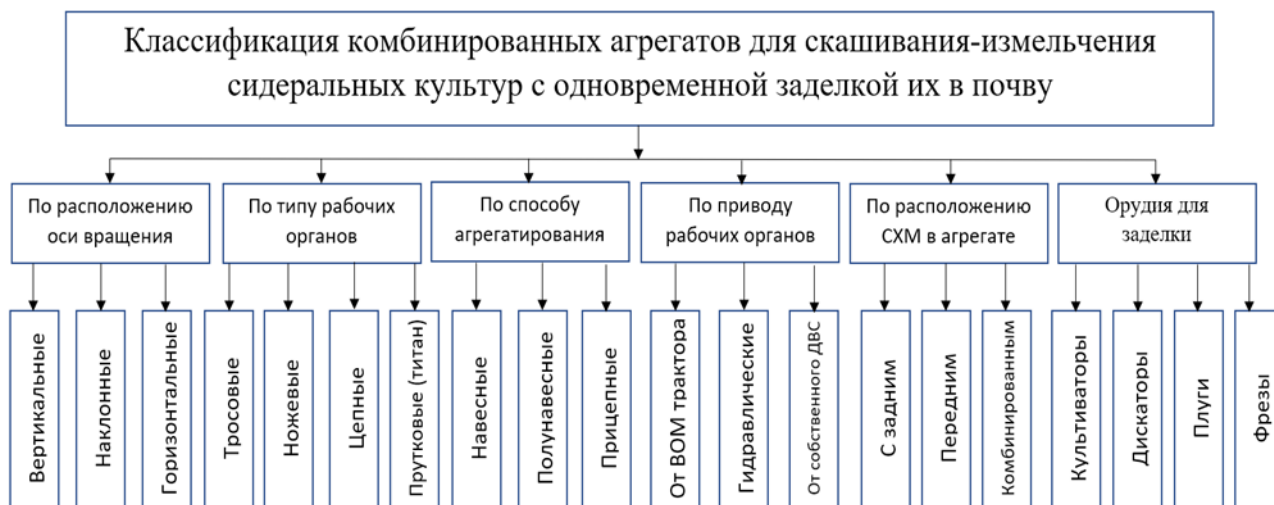 Классификация комбинированных агрегатов для скашивания-измельчения
сидеральных культур с одновременной заделкой их в почву
По расположению
оси вращения
По типу рабочих
органов
По способу
агрегатирования
По приводу
рабочих органов
По расположению
СХМ в агрегате
Орудия для
заделки
Вертикальные
Наклонные
Горизонтальные
Тросовые
Ножевые
Цепные
Прутковые (титан)
Навесные
Полунавесные
Прицепные
От ВОМ трактора
Гидравлические
От собственного ДВС
С задним
Передним
Комбинированным
Культиваторы
Дискаторы
Плуги
Фрезы